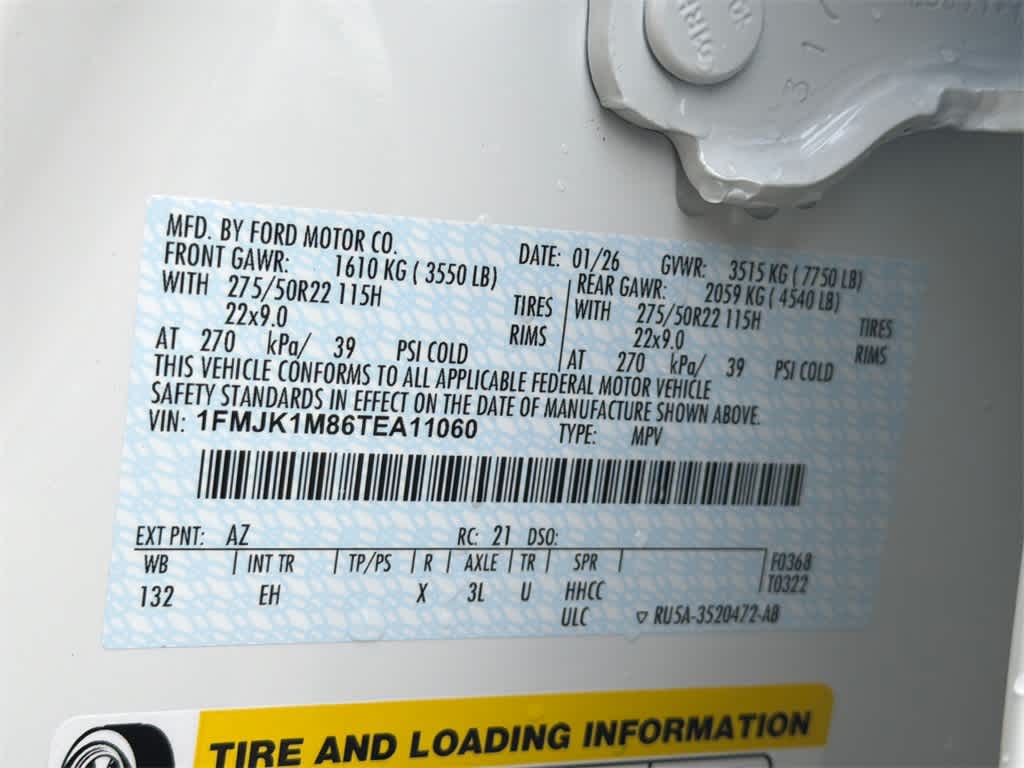 MFD. BY FORD MOTOR CO.
DATE: 01/26 GVWR: 3515 KG ( 7750 LB)
FRONT GAWR: 1610 KG ( 3550 LB)
WITH 275/50R22 115H TIRES
22x9.0 RIMS
AT 270 kPa/ 39 PSI COLD
REAR GAWR: 2059 KG ( 4540 LB)
WITH 275/50R22 115H TIRES
22x9.0 RIMS
AT 270 kPa/ 39 PSI COLD
THIS VEHICLE CONFORMS TO ALL APPLICABLE FEDERAL MOTOR VEHICLE
SAFETY STANDARDS IN EFFECT ON THE DATE OF MANUFACTURE SHOWN ABOVE.
VIN: 1FMJK1M86TEA11060 TYPE: MPV
EXT PNT: AZ RC: 21 DSO:
WB INT TR TP/PS R AXLE TR SPR F0368
132 EH X 3L U HHCC T0322
ULC ▽ RU5A-3520472-AB
TIRE AND LOADING INFORMATION